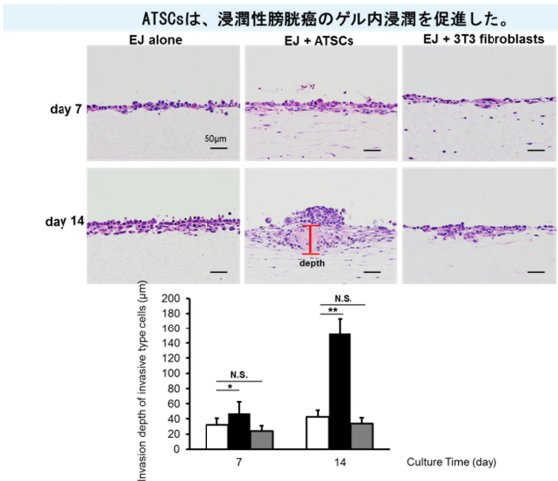 ATSCsは、浸潤性膀胱癌のゲル内浸潤を促進した。
EJ alone
EJ + ATSCs
EJ + 3T3 fibroblasts
day 7
50μm
day 14
depth
Invasion depth of invasive type cells (μm)
200
180
160
140
120
100
80
60
40
20
0
N.S.
*
N.S.
**
7
14
Culture Time (day)